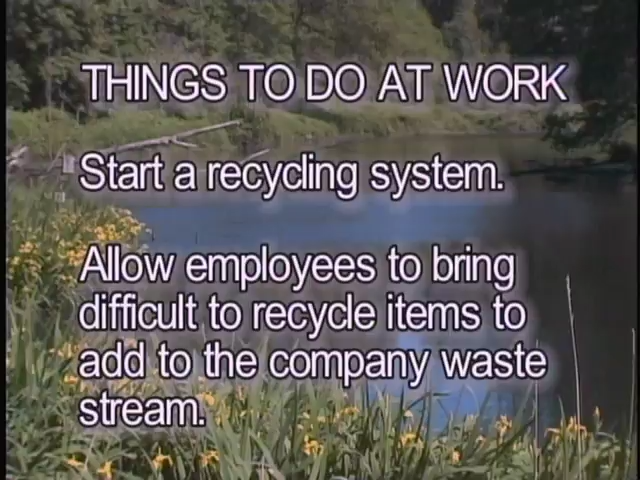 THINGS TO DO AT WORK
Start a recycling system.
Allow employees to bring
difficult to recycle items to
add to the company waste
stream.